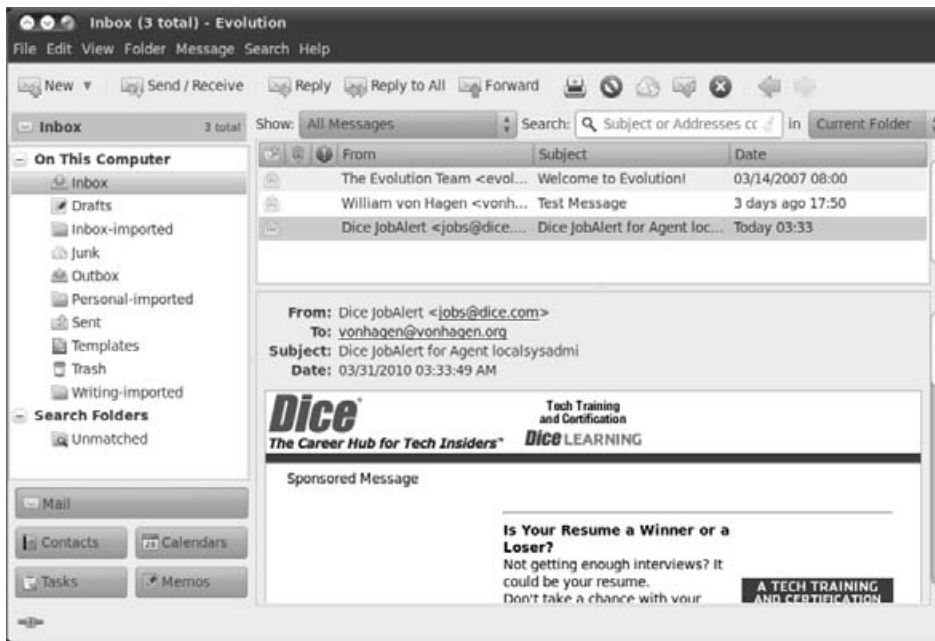 Inbox (3 total) - Evolution
File Edit View Folder Message Search Help
New Send / Receive Reply Reply to All Forward
Inbox 3 total
Show: All Messages Search: Subject or Addresses cc in Current Folder
On This Computer
Inbox
Drafts
Inbox-imported
Junk
Outbox
Personal-imported
Sent
Templates
Trash
Writing-imported
Search Folders
Unmatched
Mail
Contacts Calendars
Tasks Memos
From Subject Date
The Evolution Team <evol... Welcome to Evolution! 03/14/2007 08:00
William von Hagen <vonh... Test Message 3 days ago 17:50
Dice JobAlert <jobs@dice.... Dice JobAlert for Agent loc... Today 03:33
From: Dice JobAlert <jobs@dice.com>
To: vonhagen@vonhagen.org
Subject: Dice JobAlert for Agent localsysadmi
Date: 03/31/2010 03:33:49 AM
Dice
The Career Hub for Tech Insiders™
Tech Training
and Certification
Dice LEARNING
Sponsored Message
Is Your Resume a Winner or a
Loser?
Not getting enough interviews? It
could be your resume.
Don't take a chance with your
A TECH TRAINING
AND CERTIFICATION